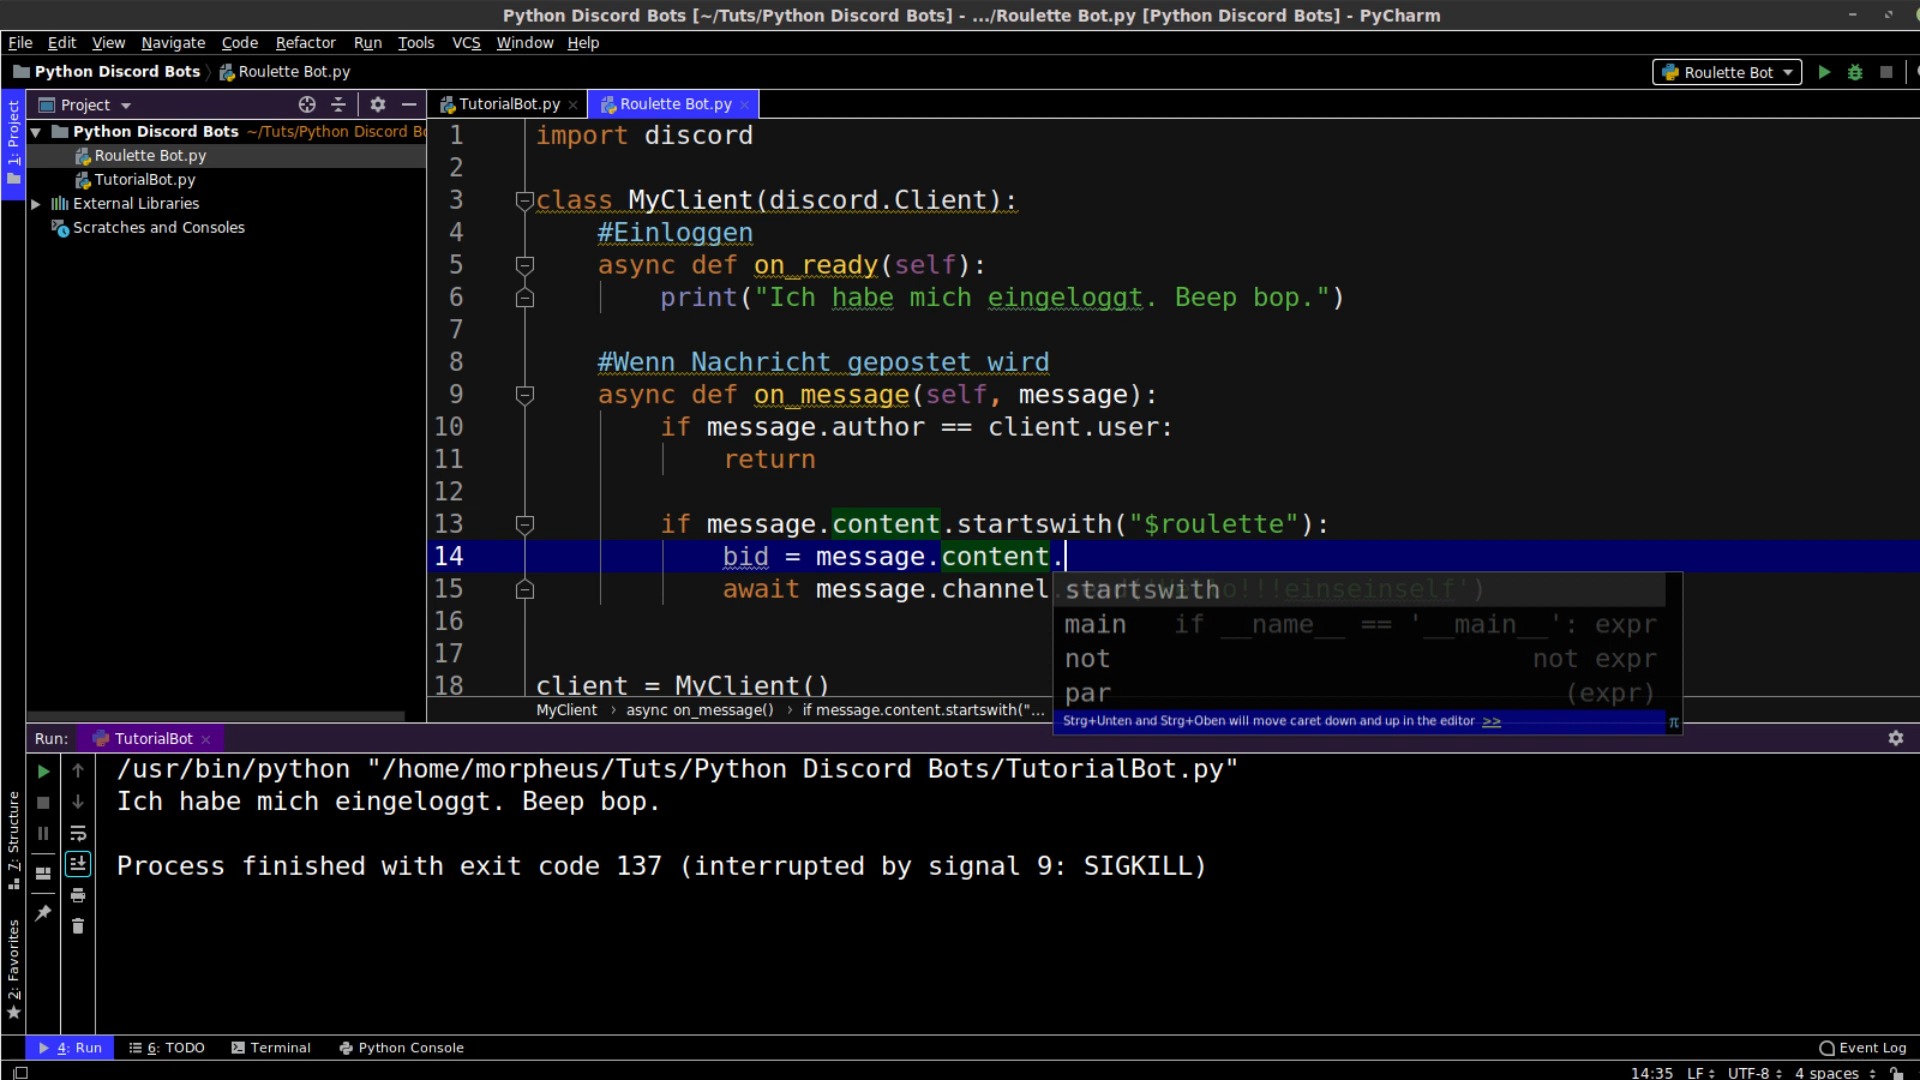 Python Discord Bots [~/Tuts/Python Discord Bots] - .../Roulette Bot.py [Python Discord Bots] - PyCharm
File Edit View Navigate Code Refactor Run Tools VCS Window Help
Python Discord Bots Roulette Bot.py Roulette Bot
Project TutorialBot.py Roulette Bot.py
1: Project
Python Discord Bots ~/Tuts/Python Discord Bo
Roulette Bot.py
TutorialBot.py
External Libraries
Scratches and Consoles
1 import discord
2
3 class MyClient(discord.Client):
4 #Einloggen
5 async def on_ready(self):
6 print("Ich habe mich eingeloggt. Beep bop.")
7
8 #Wenn Nachricht gepostet wird
9 async def on_message(self, message):
10 if message.author == client.user:
11 return
12
13 if message.content.startswith("$roulette"):
14 bid = message.content.
15 await message.channel !!!einseinself')
16
17
18 client = MyClient()
startswith
main if __name__ == '__main__': expr
not not expr
par (expr)
Strg+Unten and Strg+Oben will move caret down and up in the editor >> π
MyClient › async on_message() › if message.content.startswith("...
Run: TutorialBot
/usr/bin/python "/home/morpheus/Tuts/Python Discord Bots/TutorialBot.py"
Ich habe mich eingeloggt. Beep bop.
Process finished with exit code 137 (interrupted by signal 9: SIGKILL)
7: Structure
2: Favorites
4: Run 6: TODO Terminal Python Console Event Log
14:35 LF UTF-8 4 spaces